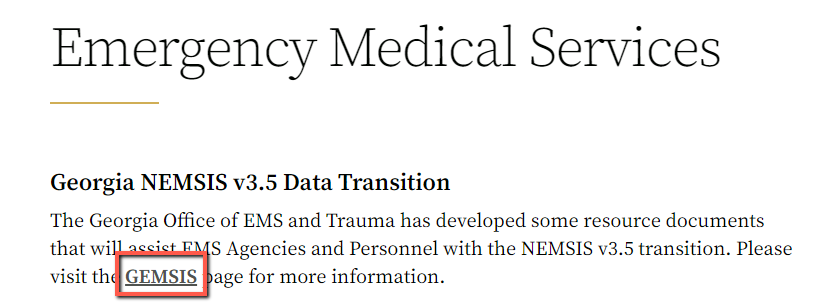 Emergency Medical Services
Georgia NEMSIS v3.5 Data Transition
The Georgia Office of EMS and Trauma has developed some resource documents
that will assist EMS Agencies and Personnel with the NEMSIS v3.5 transition. Please
visit the GEMSIS page for more information.